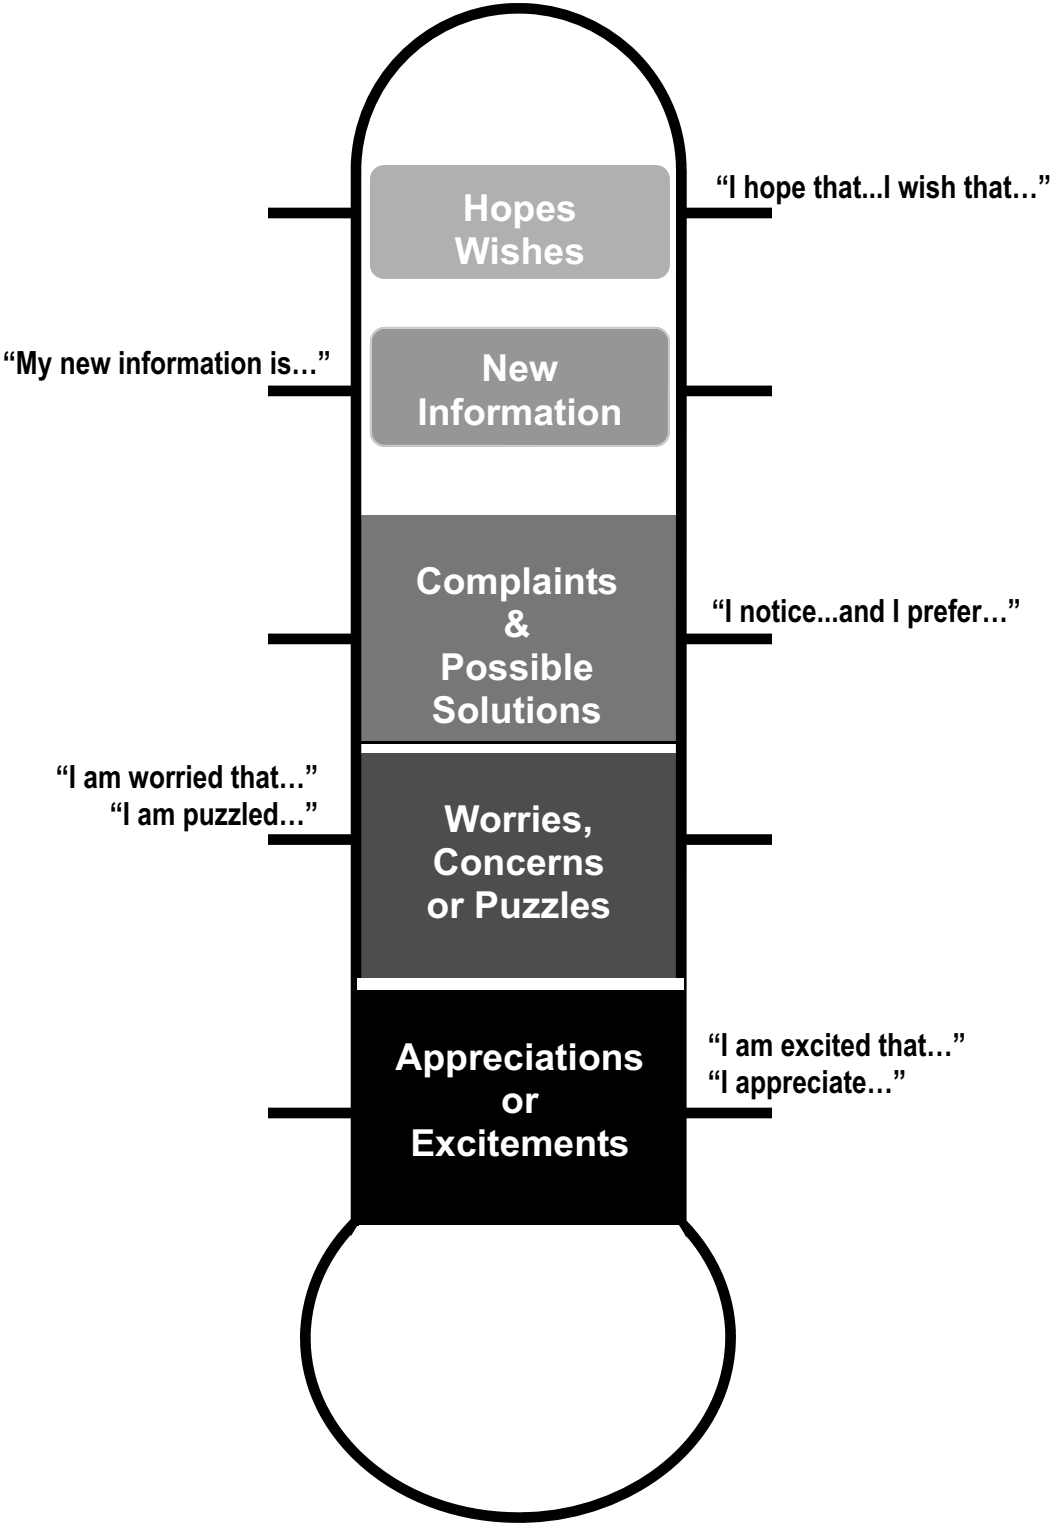 “I hope that...I wish that…”
Hopes
Wishes
“My new information is…”
New
Information
Complaints
&
Possible
Solutions
“I notice...and I prefer…”
“I am worried that…”
“I am puzzled…”
Worries,
Concerns
or Puzzles
“I am excited that…”
“I appreciate…”
Appreciations
or
Excitements